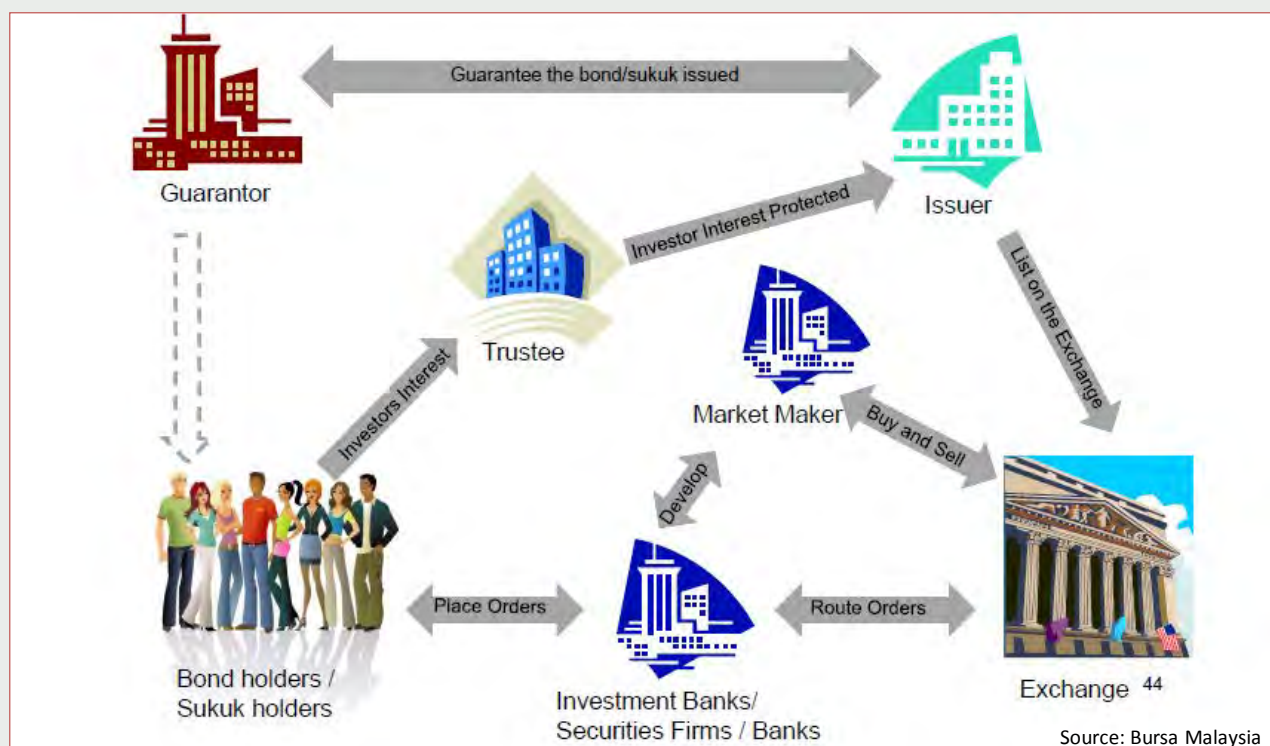 Guarantee the bond/sukuk issued
Guarantor
Issuer
Investor Interest Protected
List on the Exchange
Trustee
Investors Interest
Market Maker
Buy and Sell
Develop
Place Orders
Route Orders
Bond holders /
Sukuk holders
Investment Banks/
Securities Firms / Banks
Exchange 44
Source: Bursa Malaysia